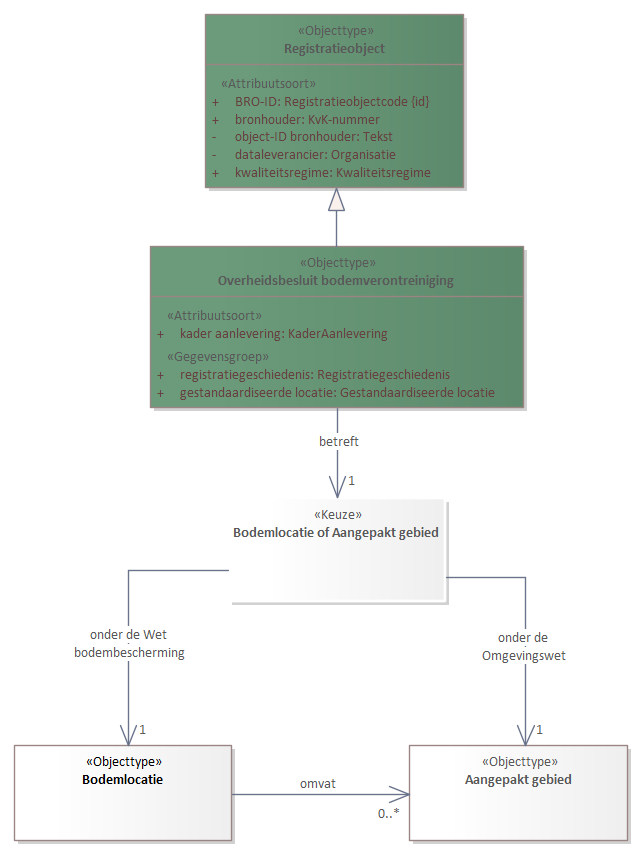 «Objecttype»
Registratieobject
«Attribuutsoort»
+ BRO-ID: Registratieobjectcode {id}
+ bronhouder: KvK-nummer
- object-ID bronhouder: Tekst
- dataleverancier: Organisatie
+ kwaliteitsregime: Kwaliteitsregime
«Objecttype»
Overheidsbesluit bodemverontreiniging
«Attribuutsoort»
+ kader aanlevering: KaderAanlevering
«Gegevensgroep»
+ registratiegeschiedenis: Registratiegeschiedenis
+ gestandaardiseerde locatie: Gestandaardiseerde locatie
betreft
1
«Keuze»
Bodemlocatie of Aangepakt gebied
onder de Wet
bodembescherming
onder de
Omgevingswet
1
1
«Objecttype»
Bodemlocatie
«Objecttype»
Aangepakt gebied
omvat
0..*